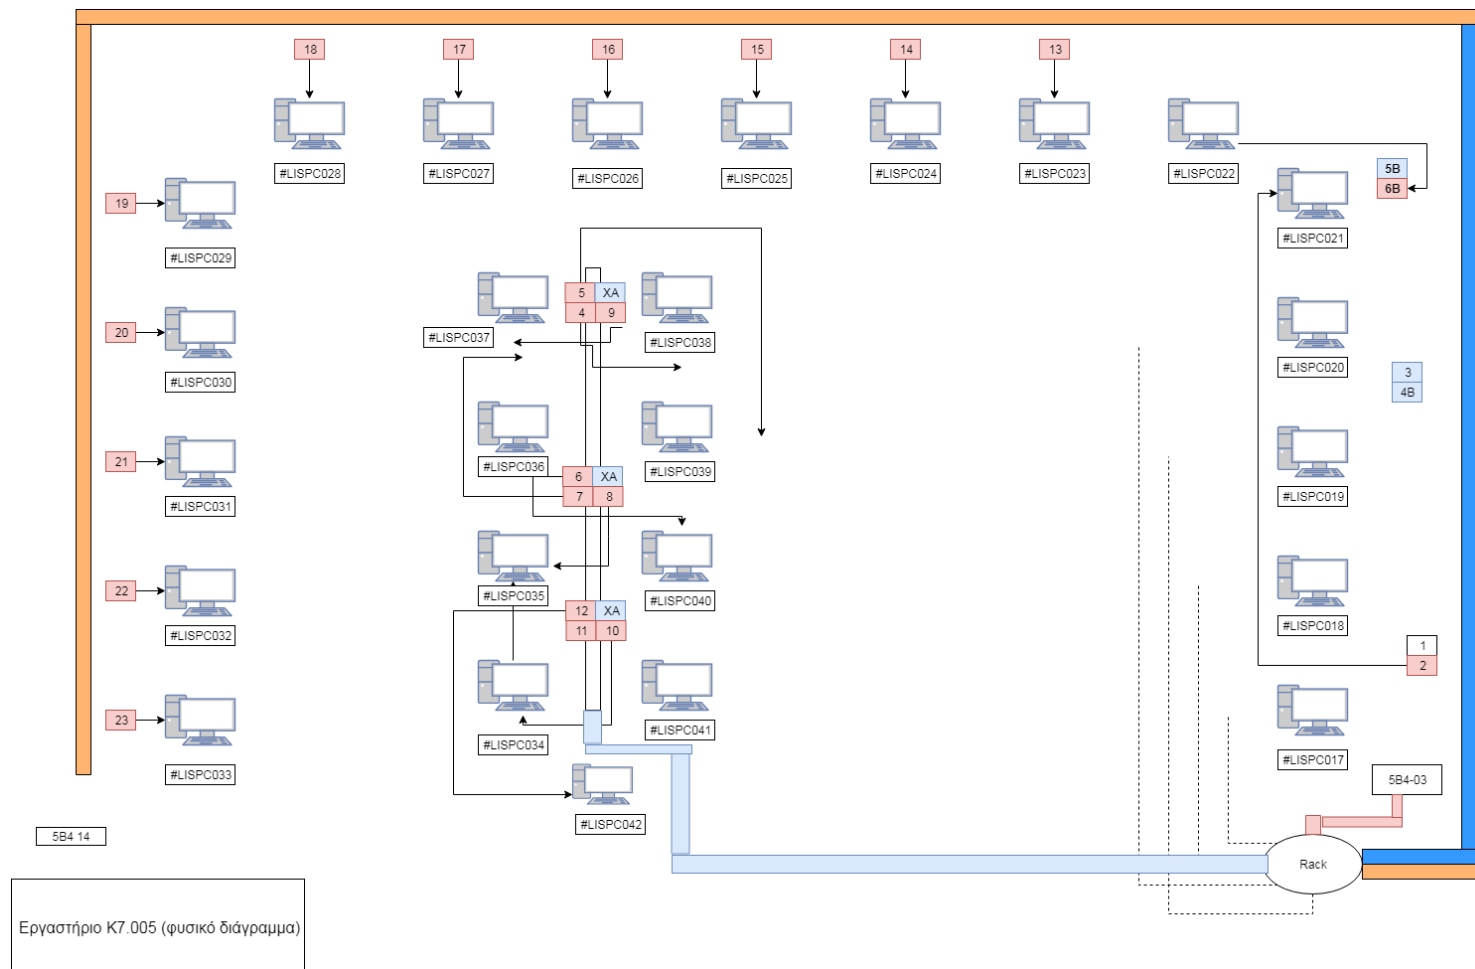 18
17
16
15
14
13
#LISPC028
#LISPC027
#LISPC026
#LISPC025
#LISPC024
#LISPC023
#LISPC022
5B
6B
19
#LISPC021
#LISPC029
5
XA
4
9
20
#LISPC037
#LISPC038
#LISPC020
#LISPC030
3
4B
21
#LISPC036
#LISPC039
6
XA
7
8
#LISPC031
#LISPC019
22
#LISPC035
#LISPC040
12
XA
11
10
#LISPC032
#LISPC018
1
2
23
#LISPC034
#LISPC041
#LISPC033
#LISPC017
5B4-03
#LISPC042
5B4 14
Rack
Εργαστήριο Κ7.005 (φυσικό διάγραμμα)